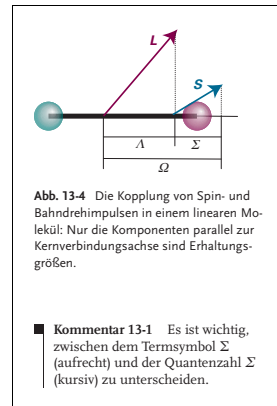 L
S
Λ
Σ
Ω
Abb. 13-4 Die Kopplung von Spin- und
Bahndrehimpulsen in einem linearen Mo-
lekül: Nur die Komponenten parallel zur
Kernverbindungsachse sind Erhaltungs-
größen.
Kommentar 13-1 Es ist wichtig,
zwischen dem Termsymbol Σ
(aufrecht) und der Quantenzahl Σ
(kursiv) zu unterscheiden.